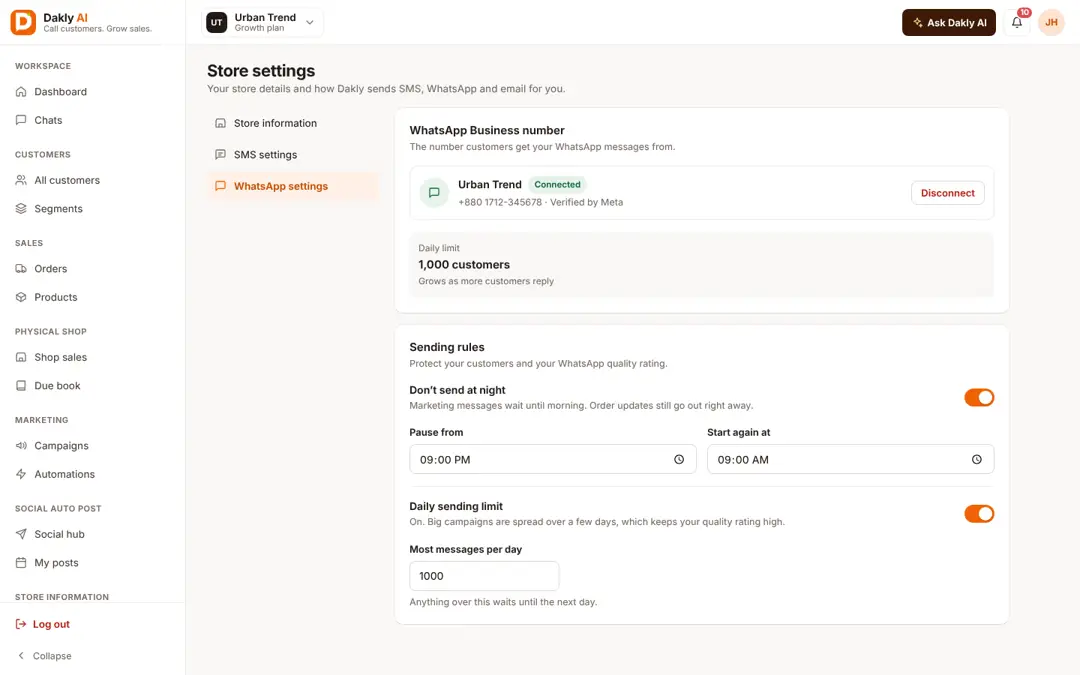 Dakly AI
Call customers. Grow sales.
UT
Urban Trend
Growth plan
Ask Dakly AI
10
JH
WORKSPACE
Dashboard
Chats
CUSTOMERS
All customers
Segments
SALES
Orders
Products
PHYSICAL SHOP
Shop sales
Due book
MARKETING
Campaigns
Automations
SOCIAL AUTO POST
Social hub
My posts
STORE INFORMATION
Log out
Collapse
Store settings
Your store details and how Dakly sends SMS, WhatsApp and email for you.
Store information
SMS settings
WhatsApp settings
WhatsApp Business number
The number customers get your WhatsApp messages from.
Urban Trend
Connected
+880 1712-345678 · Verified by Meta
Disconnect
Daily limit
1,000 customers
Grows as more customers reply
Sending rules
Protect your customers and your WhatsApp quality rating.
Don’t send at night
Marketing messages wait until morning. Order updates still go out right away.
Pause from
Start again at
09:00 PM
09:00 AM
Daily sending limit
On. Big campaigns are spread over a few days, which keeps your quality rating high.
Most messages per day
1000
Anything over this waits until the next day.